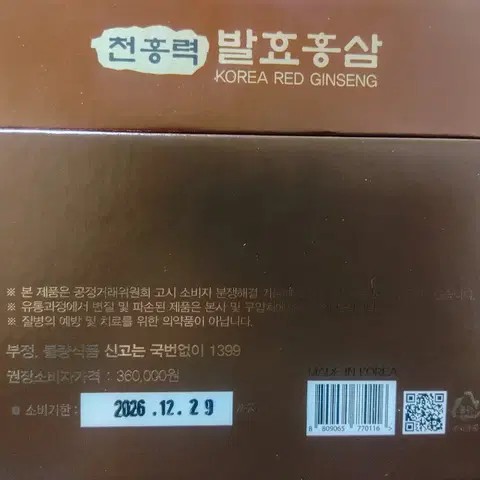 천홍력 발효홍삼
KOREA RED GINSENG
※ 본 제품은 공정거래위원회 고시 소비자 분쟁해결
※ 유통과정에서 변질 및 파손된 제품은 본사 및
※ 질병의 예방 및 치료를 위한 의약품이 아닙니다.
부정, 불량식품 신고는 국번없이 1399
권장소비자가격 : 360,000원
MADE IN KOREA
소비기한 : 2026.12.29
8 809065 770116